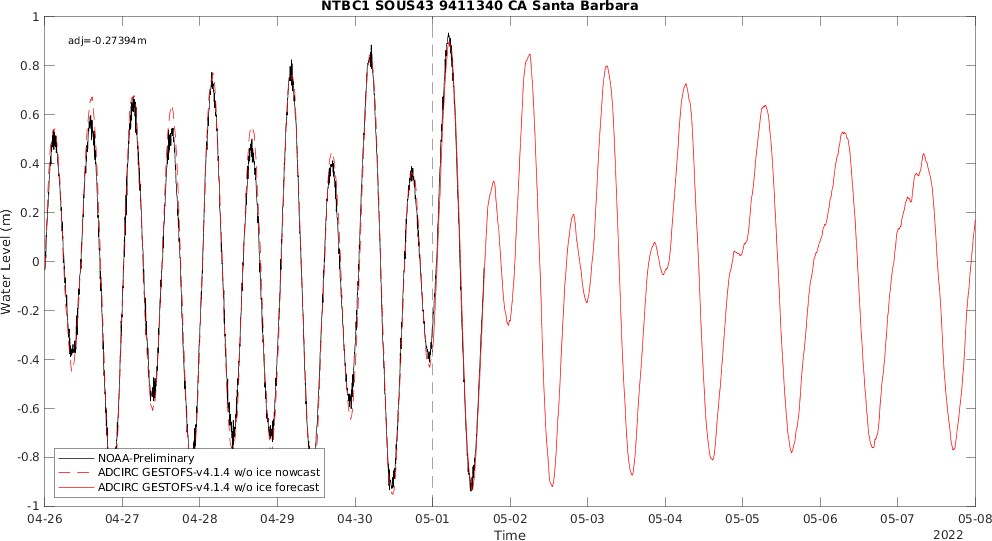 NTBC1 SOUS43 9411340 CA Santa Barbara
adj=-0.27394m
1
0.8
0.6
0.4
0.2
0
-0.2
-0.4
-0.6
-0.8
-1
Water Level (m)
NOAA-Preliminary
ADCIRC GESTOFS-v4.1.4 w/o ice nowcast
ADCIRC GESTOFS-v4.1.4 w/o ice forecast
04-26 04-27 04-28 04-29 04-30 05-01 05-02 05-03 05-04 05-05 05-06 05-07 05-08
Time
2022